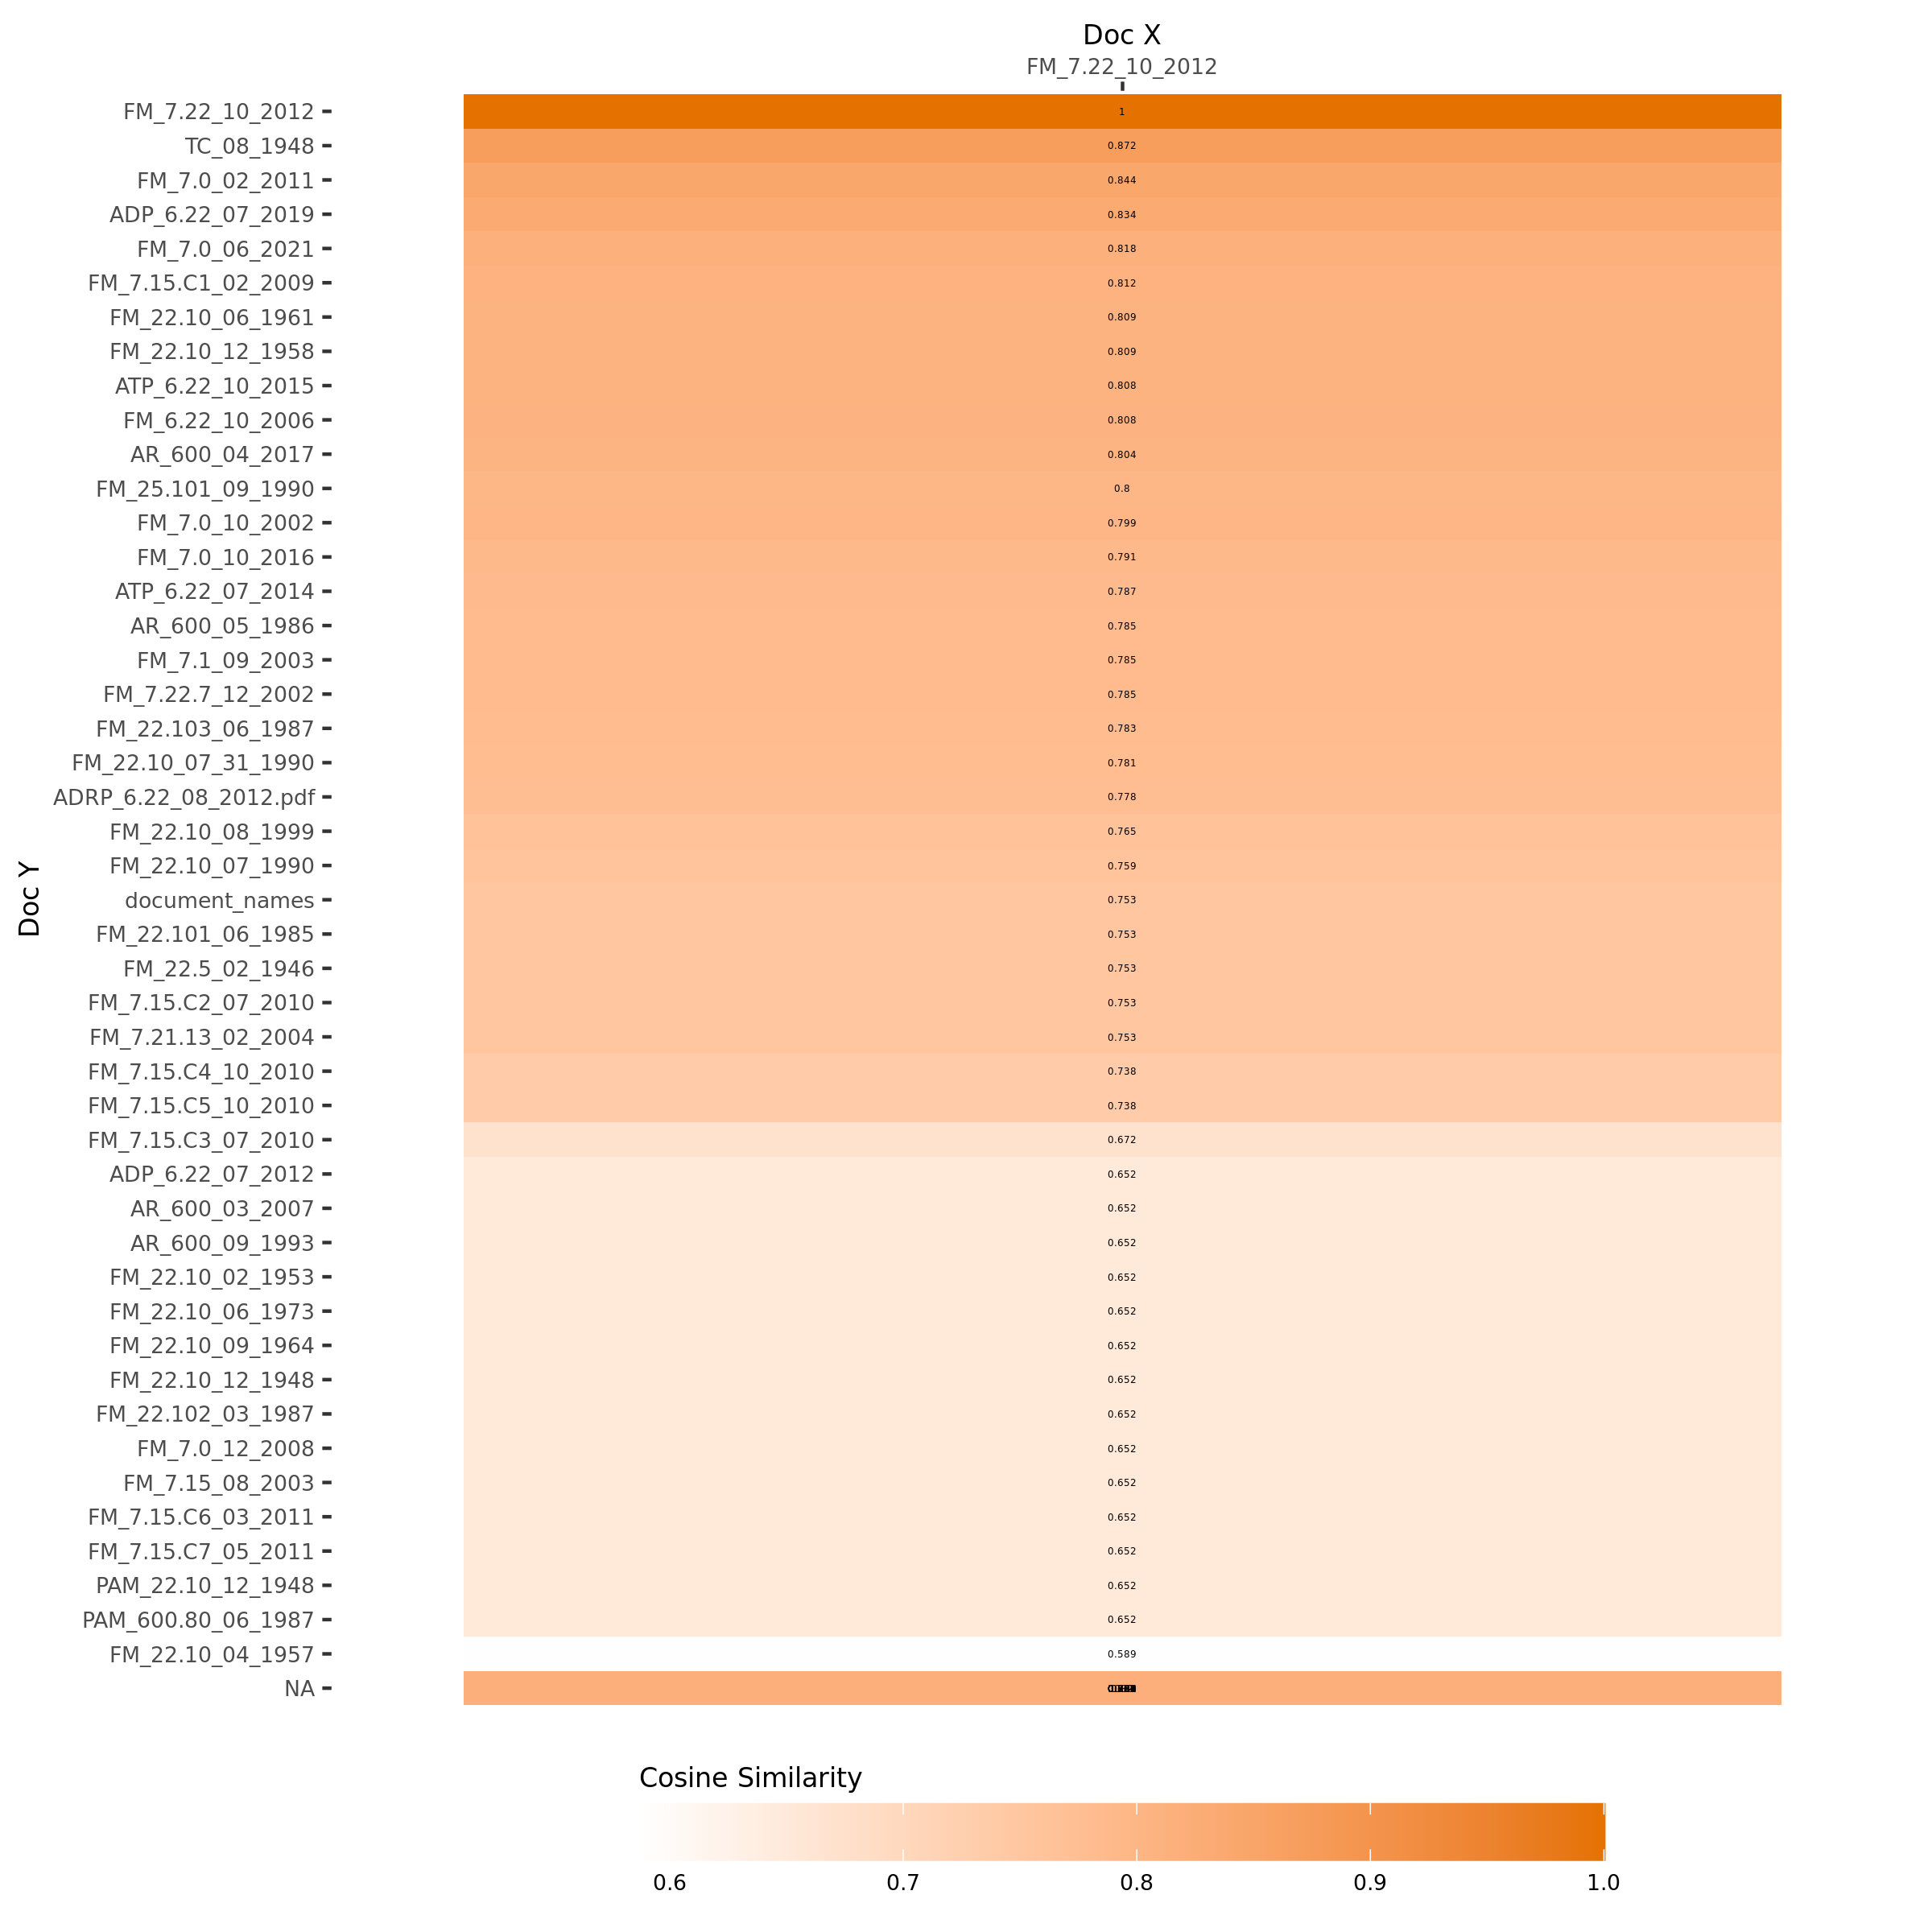 Doc X
FM_7.22_10_2012
FM_7.22_10_2012 1
TC_08_1948 0.872
FM_7.0_02_2011 0.844
ADP_6.22_07_2019 0.834
FM_7.0_06_2021 0.818
FM_7.15.C1_02_2009 0.812
FM_22.10_06_1961 0.809
FM_22.10_12_1958 0.809
ATP_6.22_10_2015 0.808
FM_6.22_10_2006 0.808
AR_600_04_2017 0.804
FM_25.101_09_1990 0.8
FM_7.0_10_2002 0.799
FM_7.0_10_2016 0.791
ATP_6.22_07_2014 0.787
AR_600_05_1986 0.785
FM_7.1_09_2003 0.785
FM_7.22.7_12_2002 0.785
FM_22.103_06_1987 0.783
FM_22.10_07_31_1990 0.781
ADRP_6.22_08_2012.pdf 0.778
FM_22.10_08_1999 0.765
FM_22.10_07_1990 0.759
document_names 0.753
FM_22.101_06_1985 0.753
FM_22.5_02_1946 0.753
FM_7.15.C2_07_2010 0.753
FM_7.21.13_02_2004 0.753
FM_7.15.C4_10_2010 0.738
FM_7.15.C5_10_2010 0.738
FM_7.15.C3_07_2010 0.672
ADP_6.22_07_2012 0.652
AR_600_03_2007 0.652
AR_600_09_1993 0.652
FM_22.10_02_1953 0.652
FM_22.10_06_1973 0.652
FM_22.10_09_1964 0.652
FM_22.10_12_1948 0.652
FM_22.102_03_1987 0.652
FM_7.0_12_2008 0.652
FM_7.15_08_2003 0.652
FM_7.15.C6_03_2011 0.652
FM_7.15.C7_05_2011 0.652
PAM_22.10_12_1948 0.652
PAM_600.80_06_1987 0.652
FM_22.10_04_1957 0.589
NA
Doc Y
Cosine Similarity
0.6 0.7 0.8 0.9 1.0